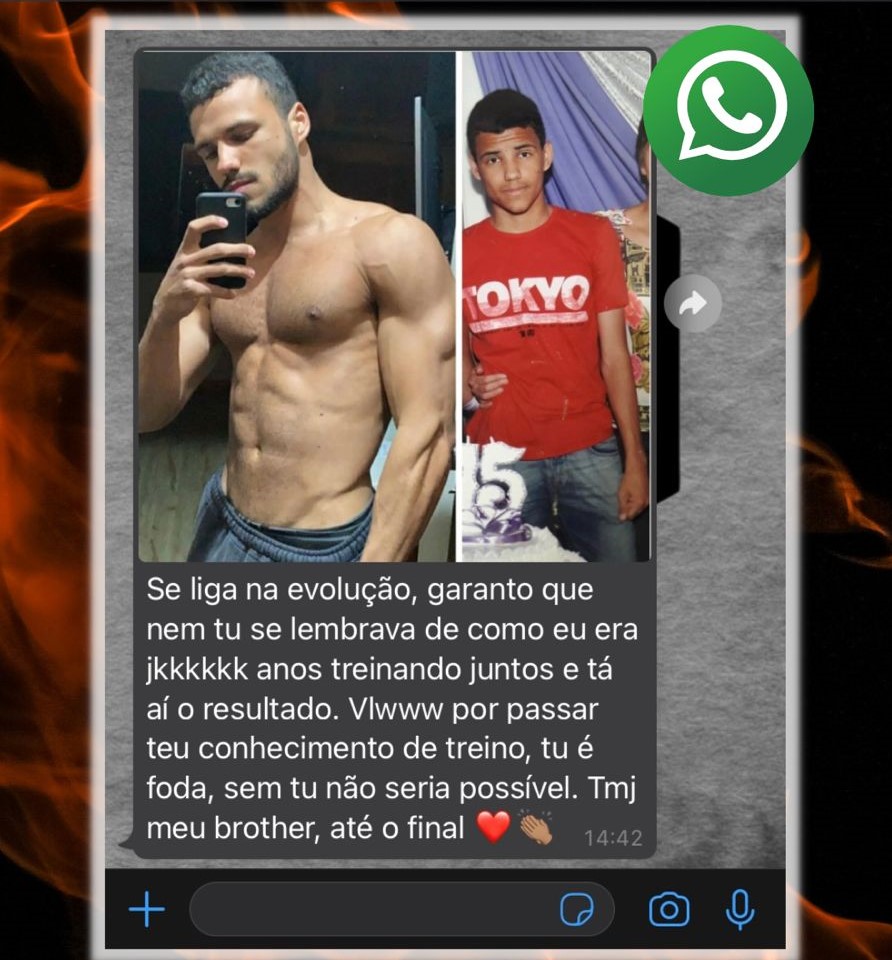 TOKYO
15
Se liga na evolução, garanto que
nem tu se lembrava de como eu era
jkkkkkk anos treinando juntos e tá
aí o resultado. Vlwww por passar
teu conhecimento de treino, tu é
foda, sem tu não seria possível. Tmj
meu brother, até o final ❤️👏🏽
14:42